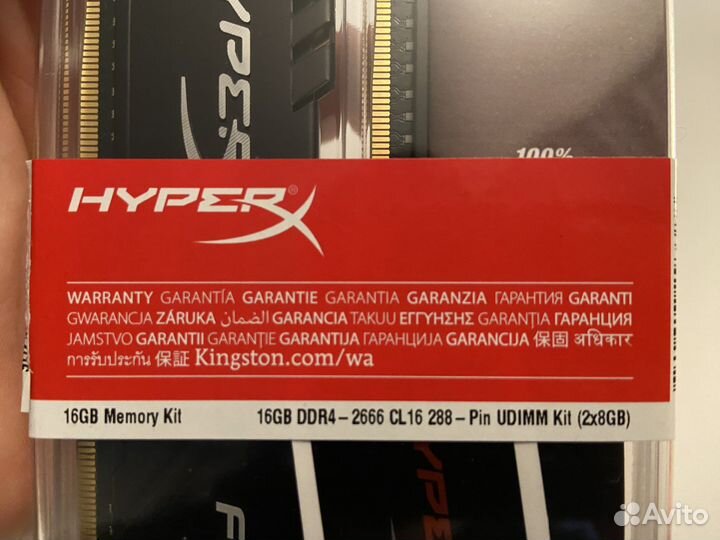 100%
HYPERX®
WARRANTY GARANTÍA GARANTIE GARANTIA GARANZIA ГАРАНТИЯ GARANTI
GWARANCJA ZÁRUKA الضمان GARANCIA TAKUU ΕΓΓΥΗΣΗΣ GARANŢIA ГАРАНЦИЯ
JAMSTVO GARANTII GARANŢIE GARANTIJA ГАРАНЦИЈА GARANCIJA 保固 अधिकार
การรับประกัน 保証 Kingston.com/wa
16GB Memory Kit 16GB DDR4–2666 CL16 288–Pin UDIMM Kit (2x8GB)
Avito